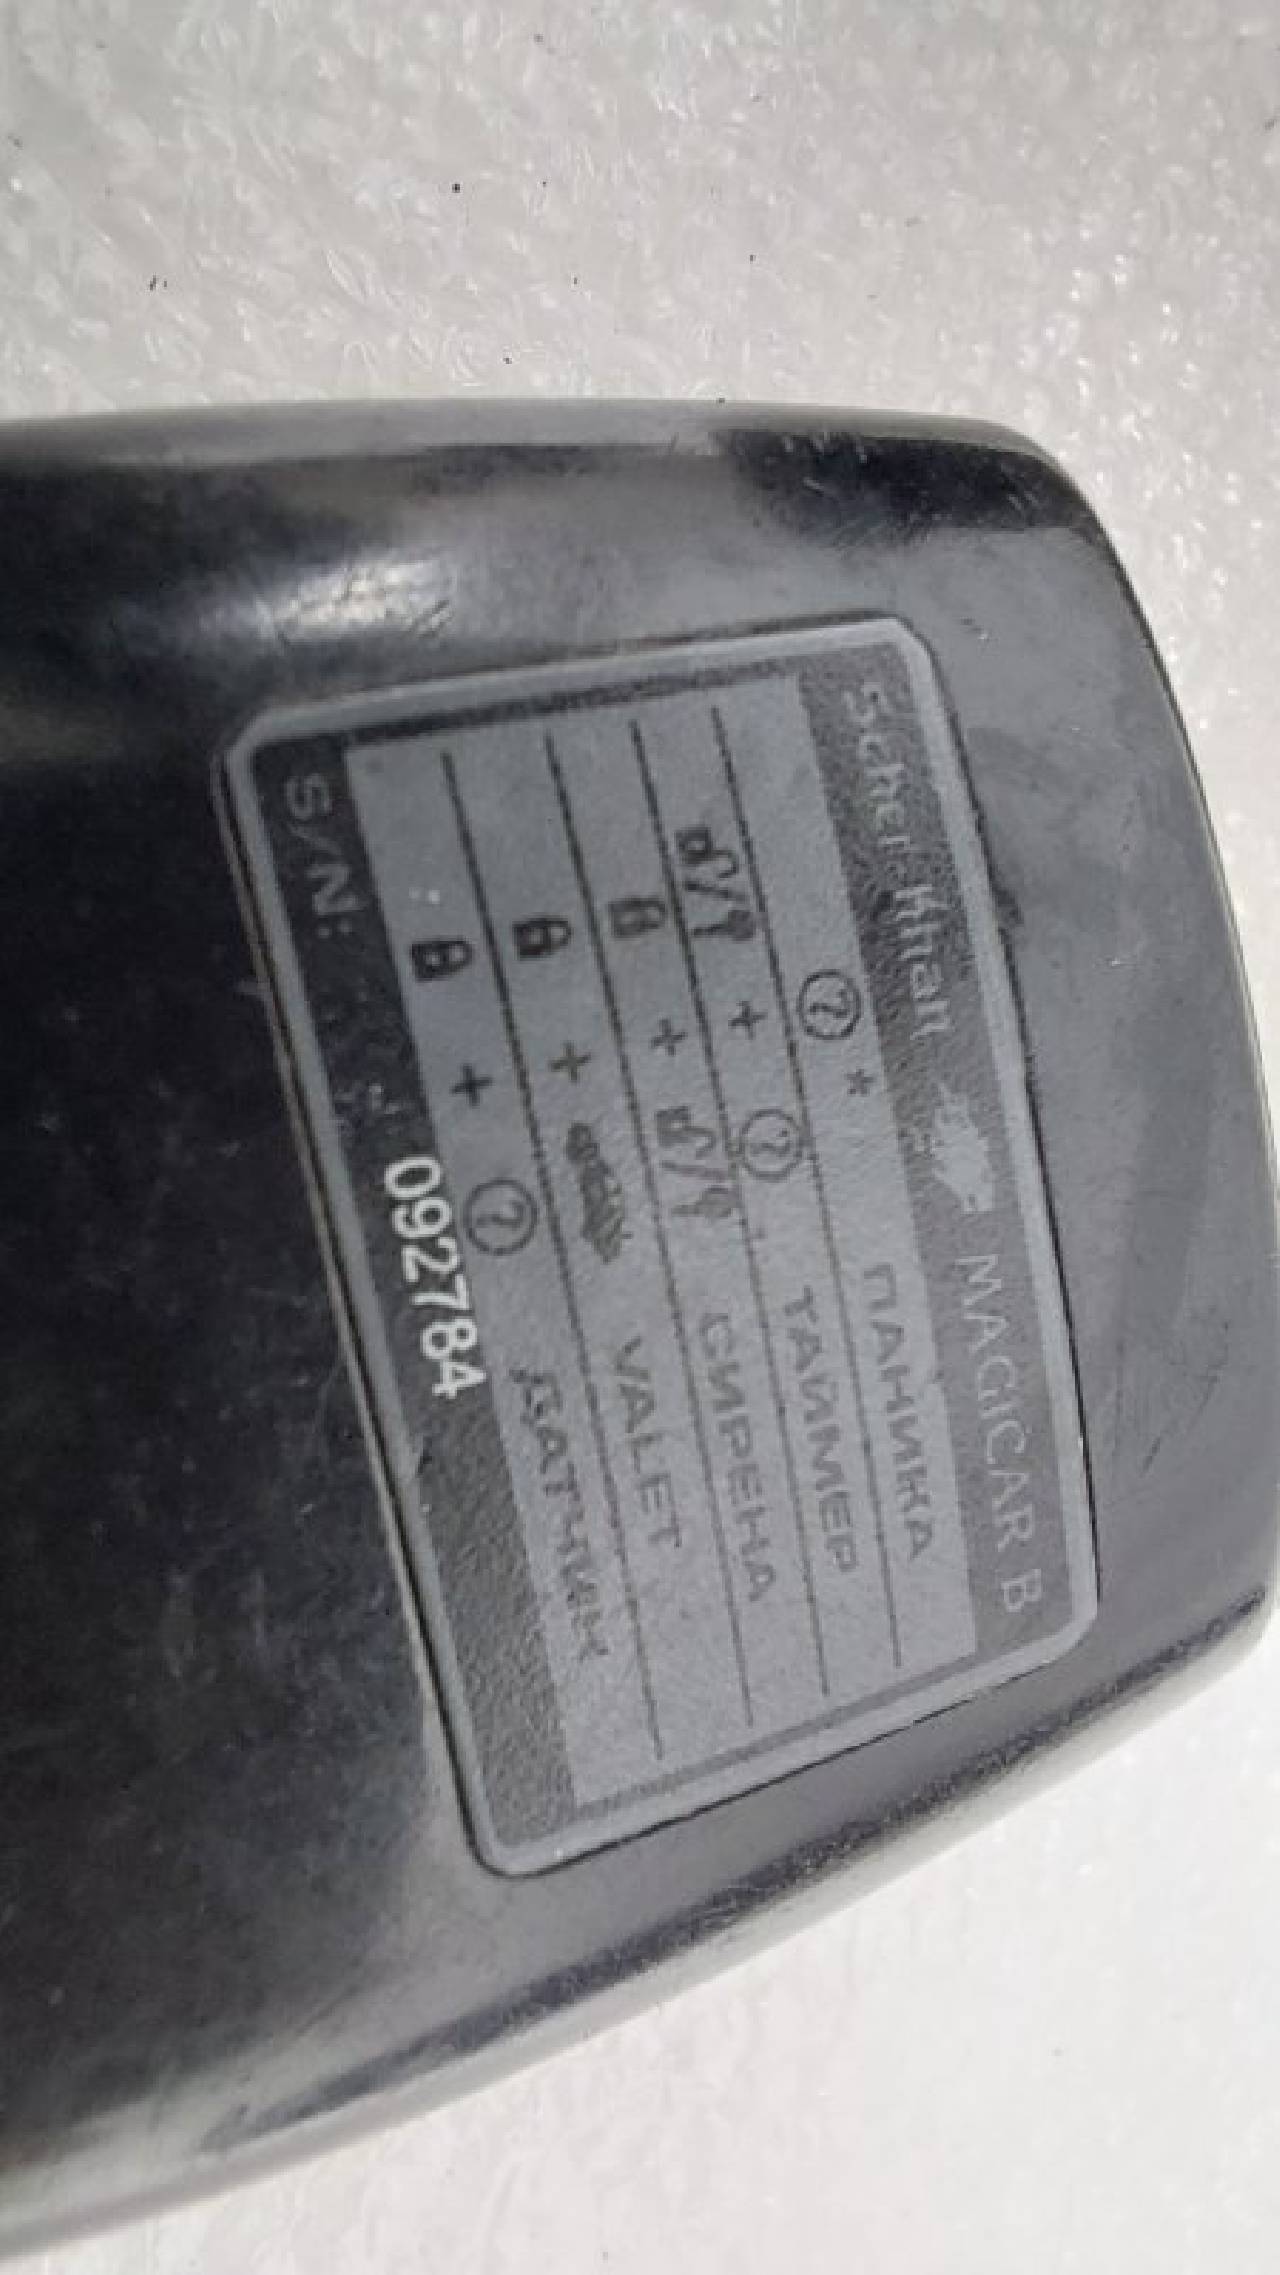 Scher-Khan MAGICAR B
? * ПАНИКА
+ ? ТАЙМЕР
+ СИРЕНА
+ VALET
+ ? ДАТЧИК
S/N: 092784